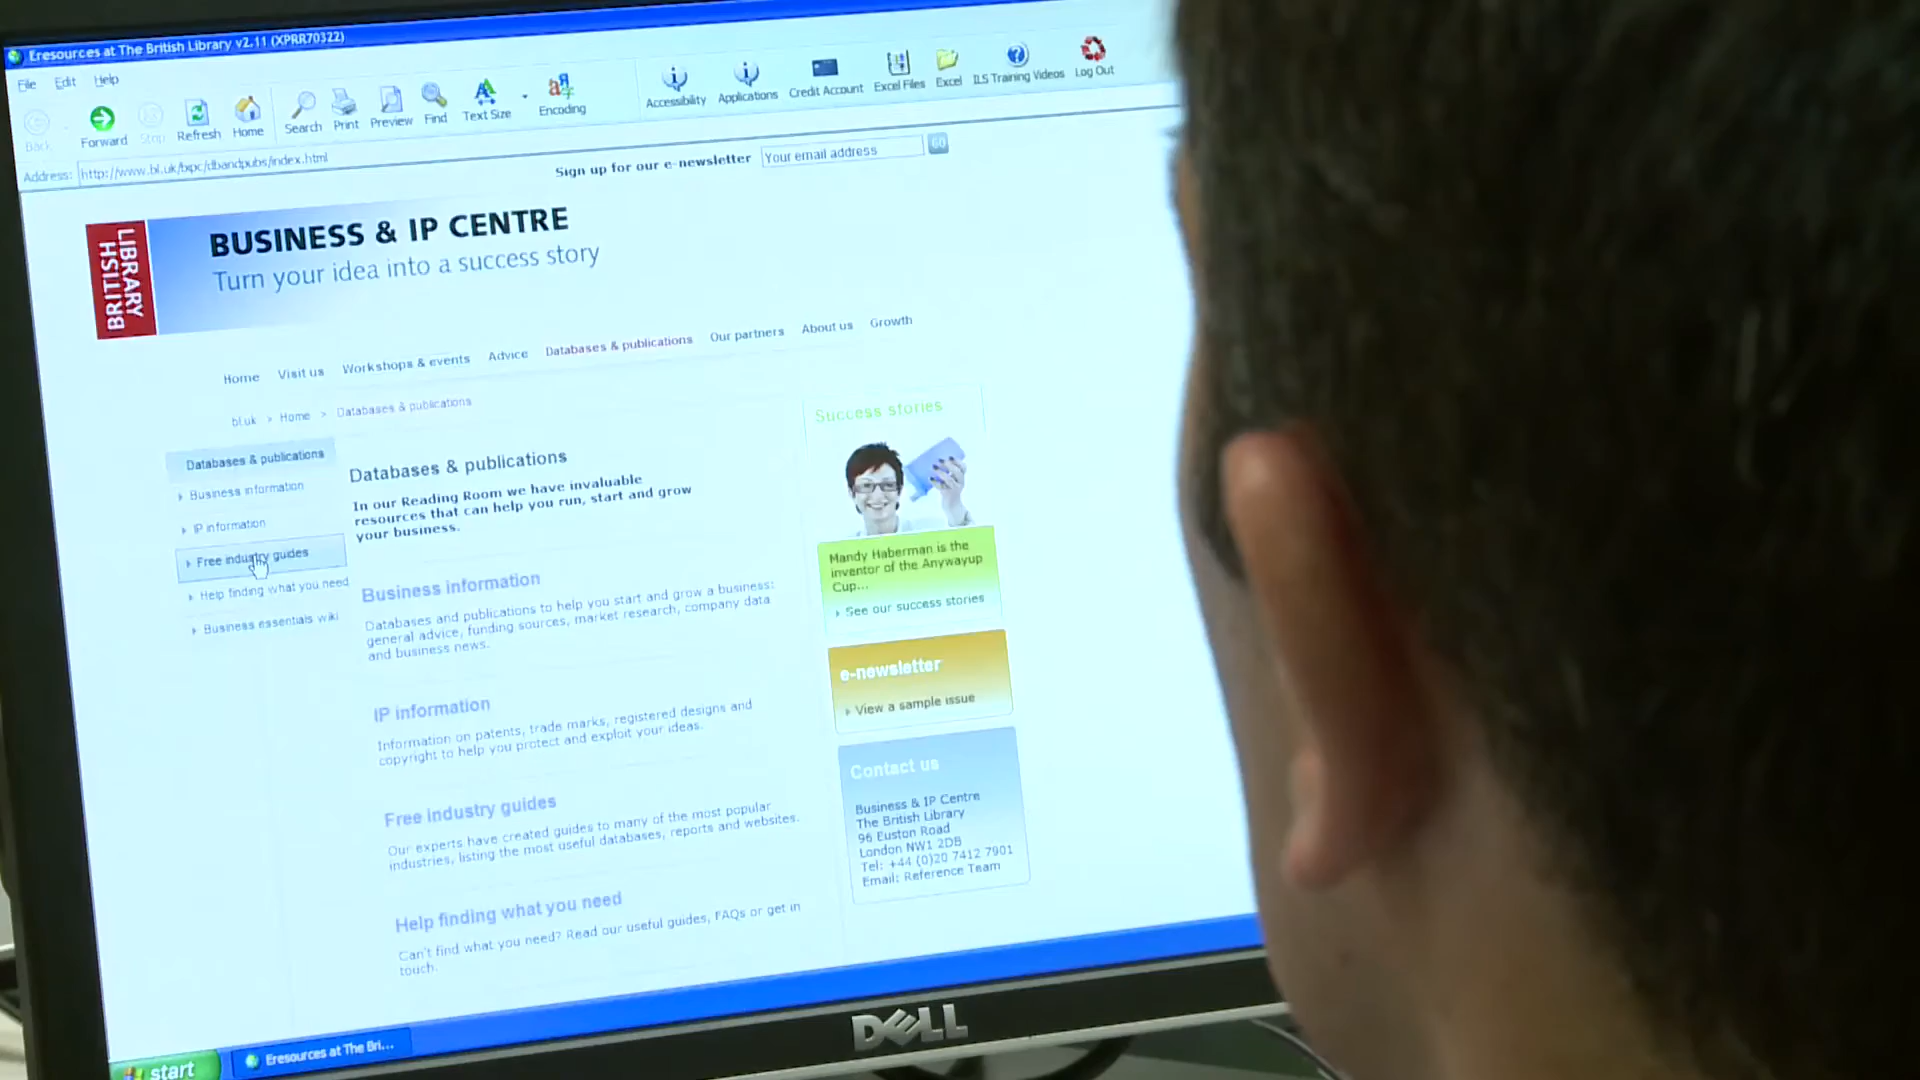 Eresources at The British Library v2.11 (XPRR70322)
File Edit Help
Back Forward Stop Refresh Home Search Print Preview Find Text Size Encoding Accessibility Applications Credit Account Excel Files Excel ILS Training Videos Log Out
Address: http://www.bl.uk/bipc/dbandpubs/index.html
Sign up for our e-newsletter Your email address GO
BRITISH
LIBRARY
BUSINESS & IP CENTRE
Turn your idea into a success story
Home Visit us Workshops & events Advice Databases & publications Our partners About us Growth
bl.uk > Home > Databases & publications
Databases & publications
Business information
IP information
Free industry guides
Help finding what you need
Business essentials wiki
Databases & publications
In our Reading Room we have invaluable
resources that can help you run, start and grow
your business.
Business information
Databases and publications to help you start and grow a business:
general advice, funding sources, market research, company data
and business news.
IP information
Information on patents, trade marks, registered designs and
copyright to help you protect and exploit your ideas.
Free industry guides
Our experts have created guides to many of the most popular
industries, listing the most useful databases, reports and websites.
Help finding what you need
Can't find what you need? Read our useful guides, FAQs or get in
touch.
Success stories
Mandy Haberman is the
inventor of the Anywayup
Cup...
See our success stories
e-newsletter
View a sample issue
Contact us
Business & IP Centre
The British Library
96 Euston Road
London NW1 2DB
Tel: +44 (0)20 7412 7901
Email: Reference Team
start Eresources at The Bri...
DELL